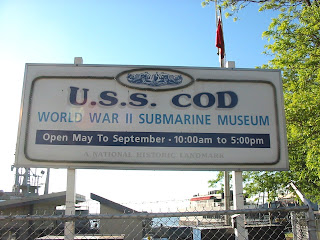 U.S.S. COD
WORLD WAR II SUBMARINE MUSEUM
Open May To September - 10:00am to 5:00pm
A NATIONAL HISTORIC LANDMARK